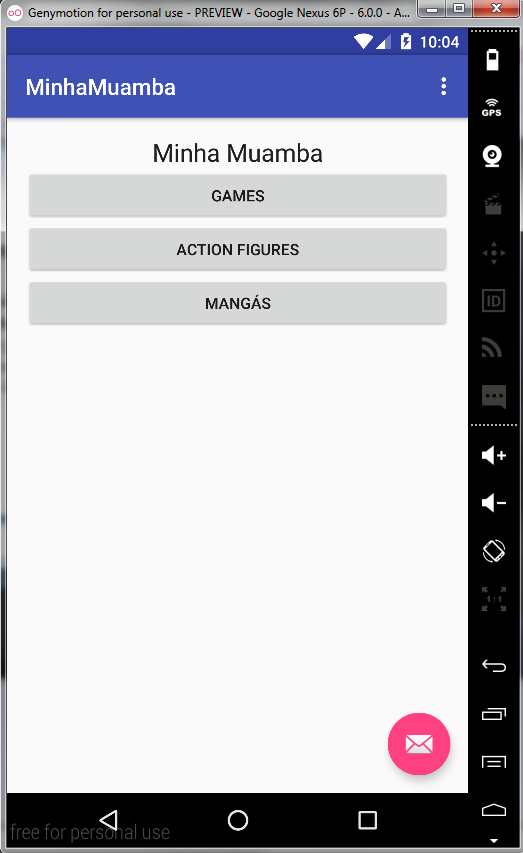 Genymotion for personal use - PREVIEW - Google Nexus 6P - 6.0.0 - A...
10:04
MinhaMuamba
GPS
Minha Muamba
GAMES
ACTION FIGURES
MANGÁS
ID
1:1
free for personal use